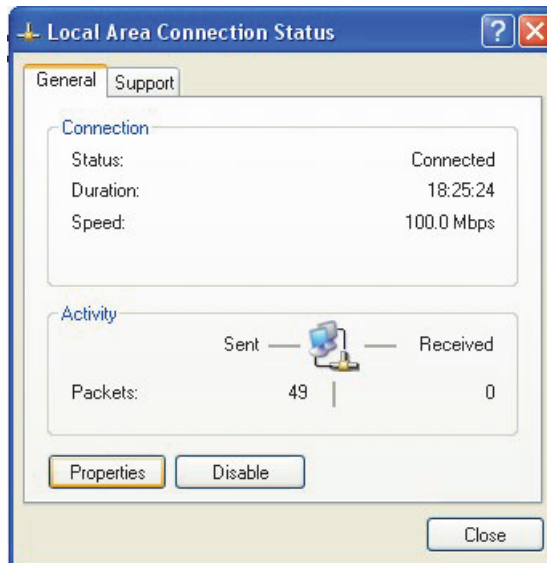 Local Area Connection Status
General Support
Connection
Status: Connected
Duration: 18:25:24
Speed: 100.0 Mbps
Activity
Sent Received
Packets: 49 0
Properties Disable
Close